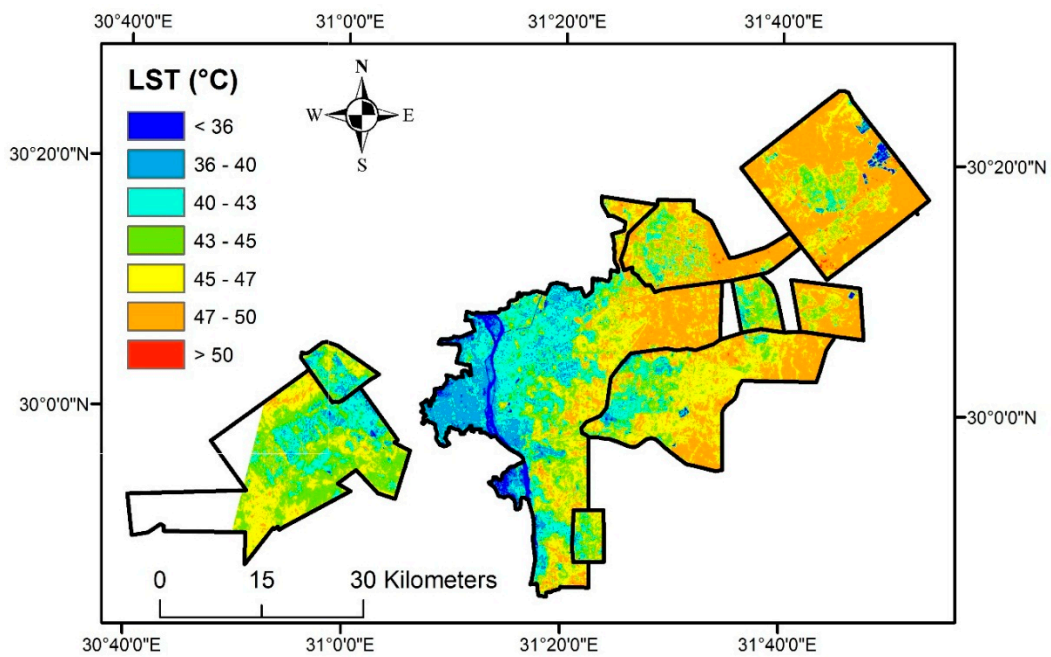 30°40'0"E 31°0'0"E 31°20'0"E 31°40'0"E
LST (°C)
N
W E
S
< 36
36 - 40
40 - 43
43 - 45
45 - 47
47 - 50
> 50
30°20'0"N 30°20'0"N
30°0'0"N 30°0'0"N
0 15 30 Kilometers
30°40'0"E 31°0'0"E 31°20'0"E 31°40'0"E